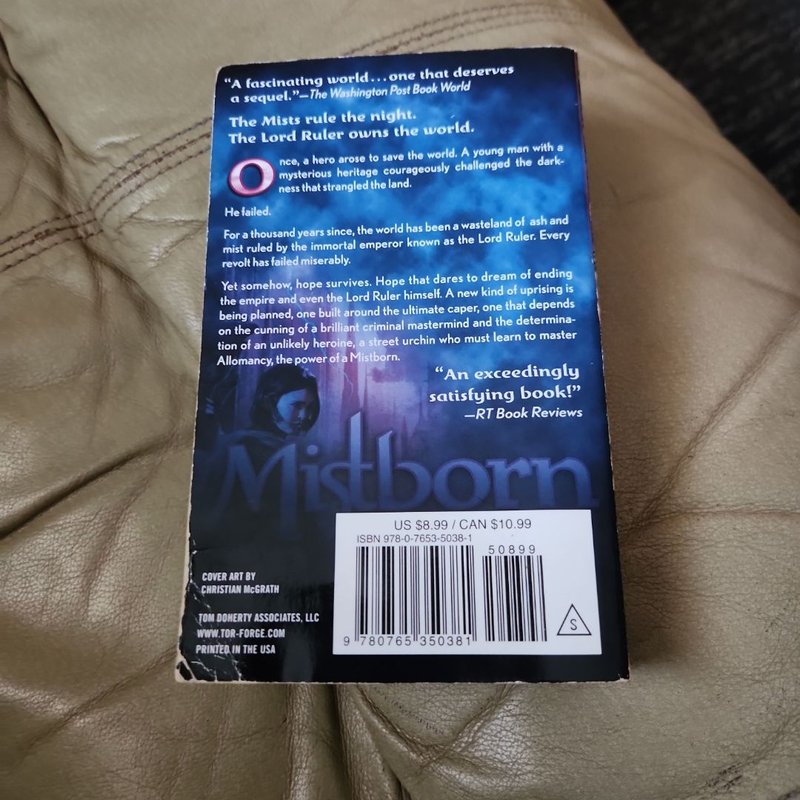 “A fascinating world...one that deserves
a sequel.”—The Washington Post Book World
The Mists rule the night.
The Lord Ruler owns the world.
Once, a hero arose to save the world. A young man with a
mysterious heritage courageously challenged the dark-
ness that strangled the land.
He failed.
For a thousand years since, the world has been a wasteland of ash and
mist ruled by the immortal emperor known as the Lord Ruler. Every
revolt has failed miserably.
Yet somehow, hope survives. Hope that dares to dream of ending
the empire and even the Lord Ruler himself. A new kind of uprising is
being planned, one built around the ultimate caper, one that depends
on the cunning of a brilliant criminal mastermind and the determina-
tion of an unlikely heroine, a street urchin who must learn to master
Allomancy, the power of a Mistborn.
“An exceedingly
satisfying book!”
—RT Book Reviews
Mistborn
US $8.99 / CAN $10.99
ISBN 978-0-7653-5038-1
50899
9 780765 350381
S
COVER ART BY
CHRISTIAN McGRATH
TOM DOHERTY ASSOCIATES, LLC
WWW.TOR-FORGE.COM
PRINTED IN THE USA